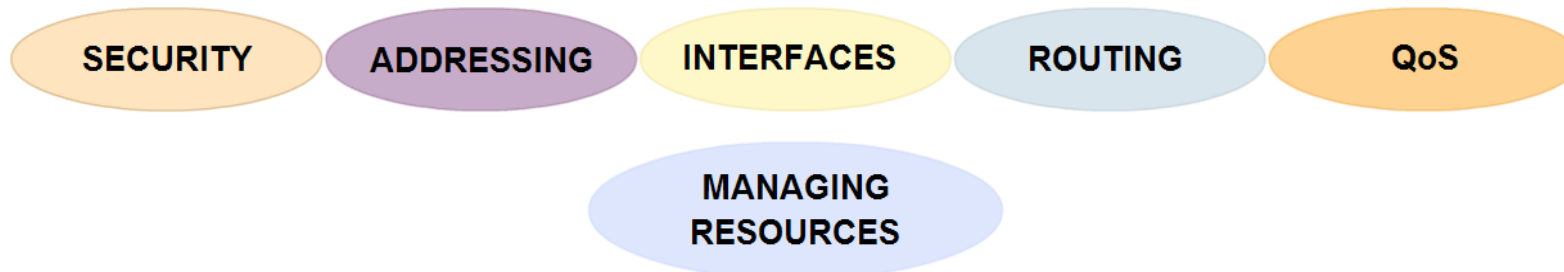 SECURITY
ADDRESSING
INTERFACES
ROUTING
QoS
MANAGING
RESOURCES